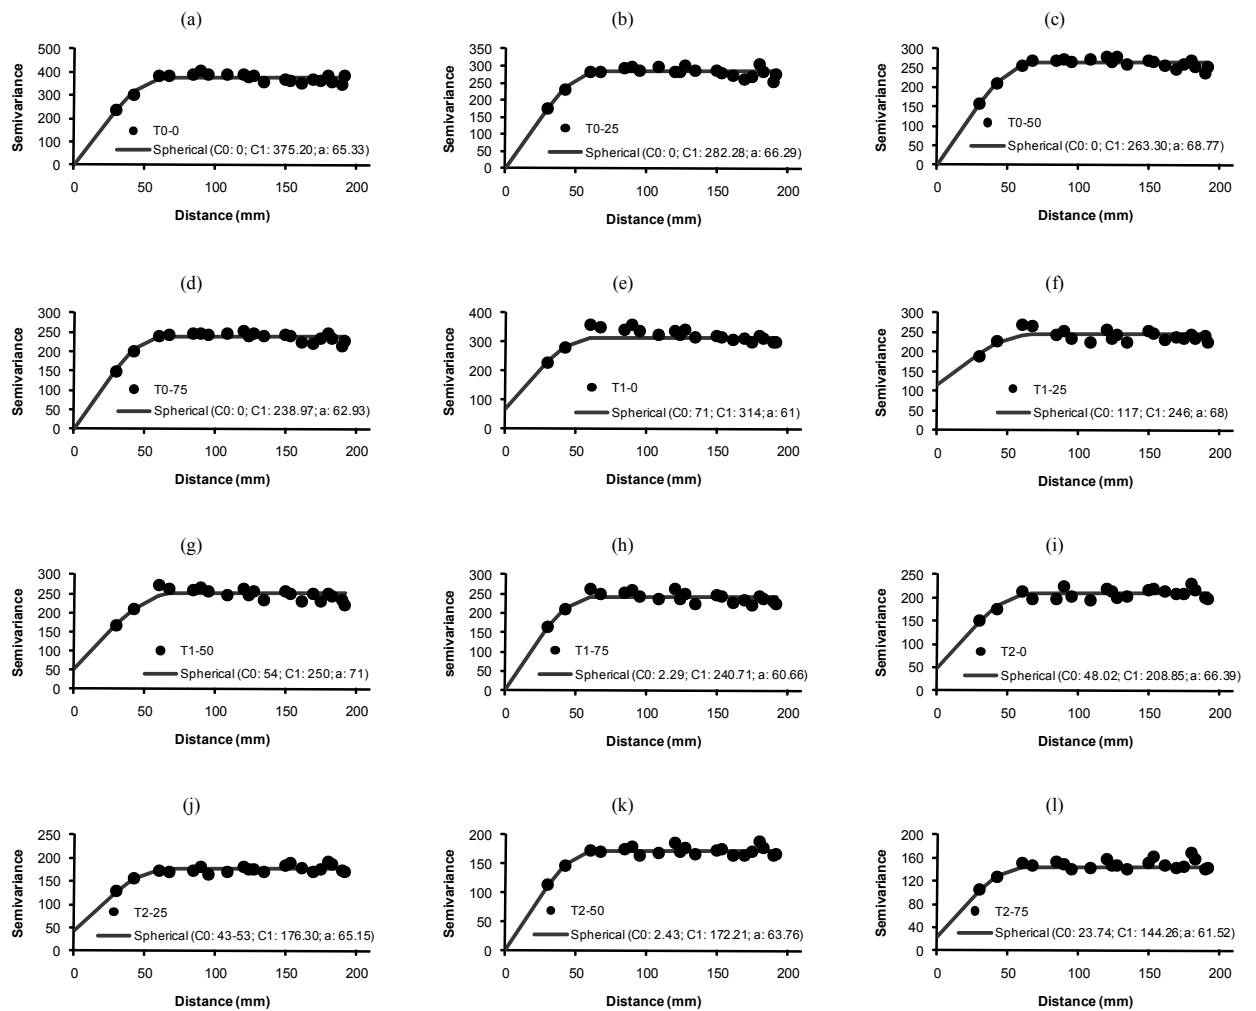 (a)
Semivariance
500
400
300
200
100
0
T0-0
Spherical (C0: 0; C1: 375.20; a: 65.33)
0 50 100 150 200
Distance (mm)
(b)
Semivariance
350
300
250
200
150
100
50
0
T0-25
Spherical (C0: 0; C1: 282.28; a: 66.29)
0 50 100 150 200
Distance (mm)
(c)
Semivariance
300
250
200
150
100
50
0
T0-50
Spherical (C0: 0; C1: 263.30; a: 68.77)
0 50 100 150 200
Distance (mm)
(d)
Semivariance
300
250
200
150
100
50
0
T0-75
Spherical (C0: 0; C1: 238.97; a: 62.93)
0 50 100 150 200
Distance (mm)
(e)
Semivariance
400
300
200
100
0
T1-0
Spherical (C0: 71; C1: 314; a: 61)
0 50 100 150 200
Distance (mm)
(f)
Semivariance
300
250
200
150
100
50
0
T1-25
Spherical (C0: 117; C1: 246; a: 68)
0 50 100 150 200
Distance (mm)
(g)
Semivariance
300
250
200
150
100
50
0
T1-50
Spherical (C0: 54; C1: 250; a: 71)
0 50 100 150 200
Distance (mm)
(h)
semivariance
300
250
200
150
100
50
0
T1-75
Spherical (C0: 2.29; C1: 240.71; a: 60.66)
0 50 100 150 200
Distance (mm)
(i)
Semivariance
250
200
150
100
50
0
T2-0
Spherical (C0: 48.02; C1: 208.85; a: 66.39)
0 50 100 150 200
Distance (mm)
(j)
Semivariance
250
200
150
100
50
0
T2-25
Spherical (C0: 43-53; C1: 176.30; a: 65.15)
0 50 100 150 200
Distance (mm)
(k)
Semivariance
200
150
100
50
0
T2-50
Spherical (C0: 2.43; C1: 172.21; a: 63.76)
0 50 100 150 200
Distance (mm)
(l)
Semivariance
200
160
120
80
40
0
T2-75
Spherical (C0: 23.74; C1: 144.26; a: 61.52)
0 50 100 150 200
Distance (mm)